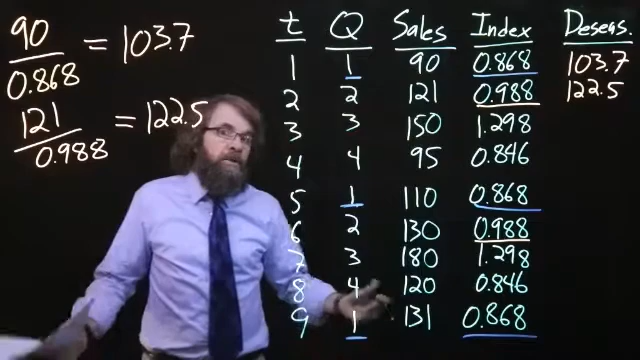 90 / 0.868 = 103.7
121 / 0.988 = 122.5
t Q Sales Index Deseas.
1 1 90 0.868 103.7
2 2 121 0.988 122.5
3 3 150 1.298
4 4 95 0.846
5 1 110 0.868
6 2 130 0.988
7 3 180 1.298
8 4 120 0.846
9 1 131 0.868